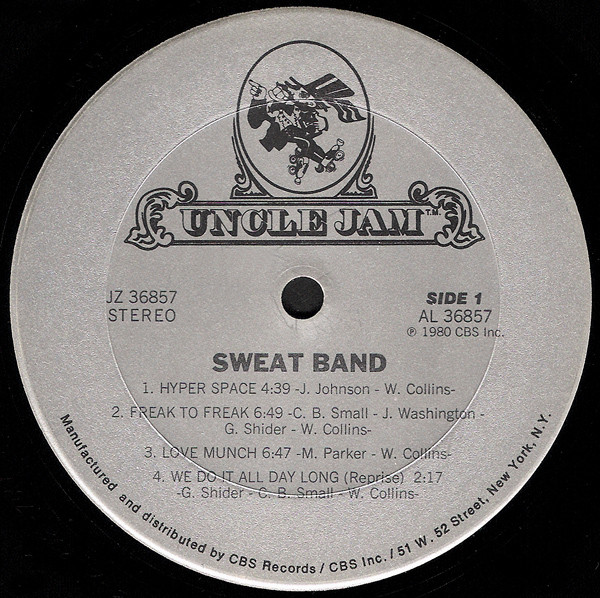 UNCLE JAM T.M.
JZ 36857
STEREO
SIDE 1
AL 36857
℗ 1980 CBS Inc.
SWEAT BAND
1. HYPER SPACE 4:39 -J. Johnson - W. Collins-
2. FREAK TO FREAK 6:49 -C. B. Small - J. Washington -
G. Shider - W. Collins-
3. LOVE MUNCH 6:47 -M. Parker - W. Collins-
4. WE DO IT ALL DAY LONG (Reprise) 2:17
-G. Shider - C. B. Small - W. Collins-
Manufactured and distributed by CBS Records / CBS Inc. / 51 W. 52 Street, New York, N.Y.